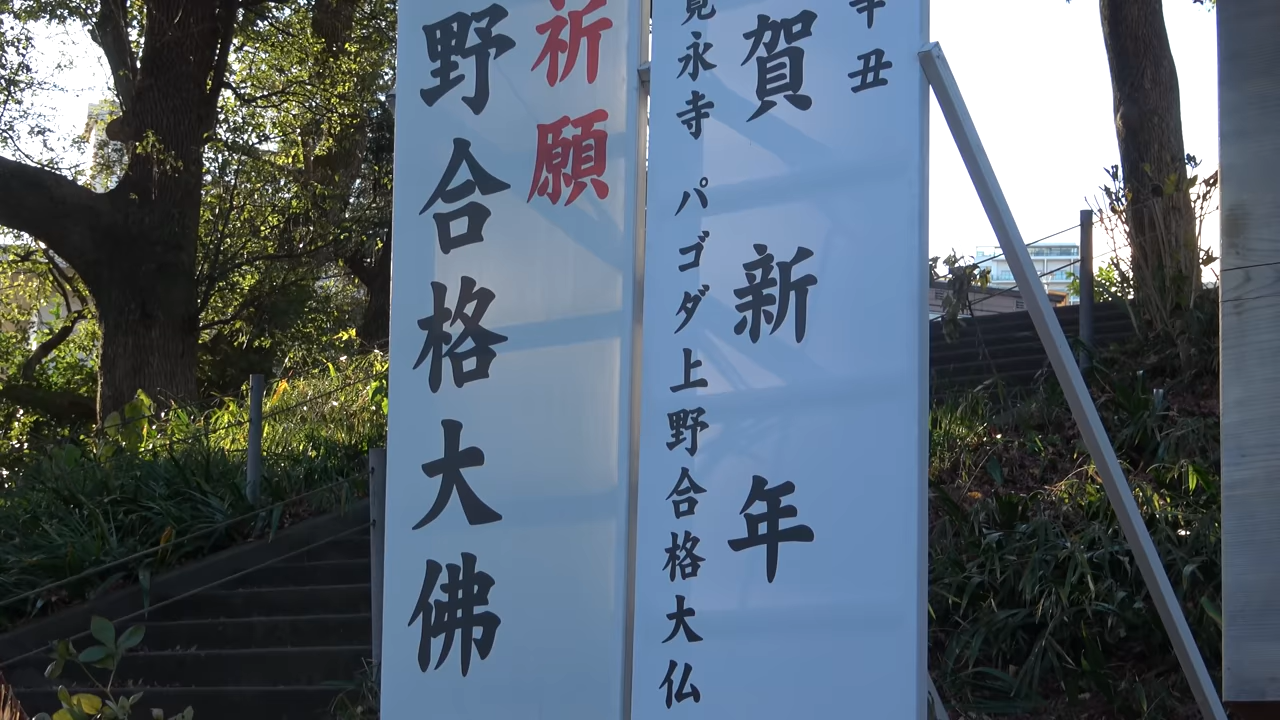 辛丑
賀新年
寛永寺 パゴダ上野合格大仏
祈願
野合格大佛